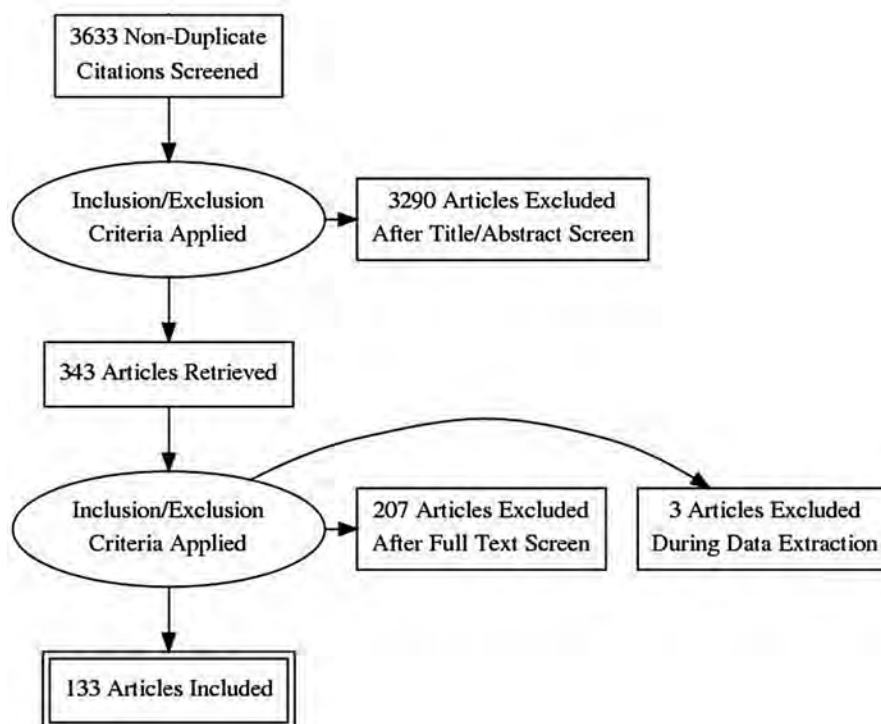 3633 Non-Duplicate
Citations Screened
Inclusion/Exclusion
Criteria Applied
3290 Articles Excluded
After Title/Abstract Screen
343 Articles Retrieved
Inclusion/Exclusion
Criteria Applied
207 Articles Excluded
After Full Text Screen
3 Articles Excluded
During Data Extraction
133 Articles Included